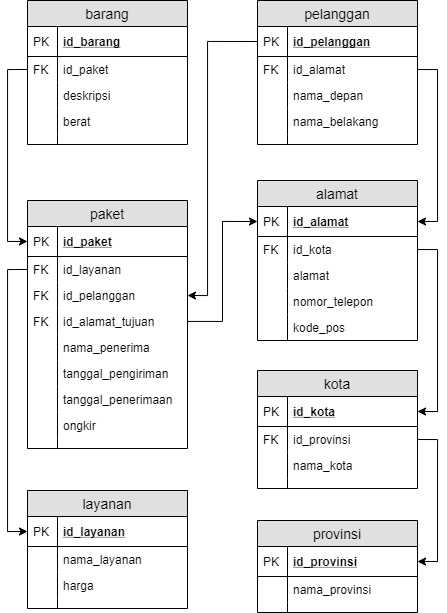 barang
PK id_barang
FK id_paket
deskripsi
berat
pelanggan
PK id_pelanggan
FK id_alamat
nama_depan
nama_belakang
paket
PK id_paket
FK id_layanan
FK id_pelanggan
FK id_alamat_tujuan
nama_penerima
tanggal_pengiriman
tanggal_penerimaan
ongkir
alamat
PK id_alamat
FK id_kota
alamat
nomor_telepon
kode_pos
kota
PK id_kota
FK id_provinsi
nama_kota
layanan
PK id_layanan
nama_layanan
harga
provinsi
PK id_provinsi
nama_provinsi